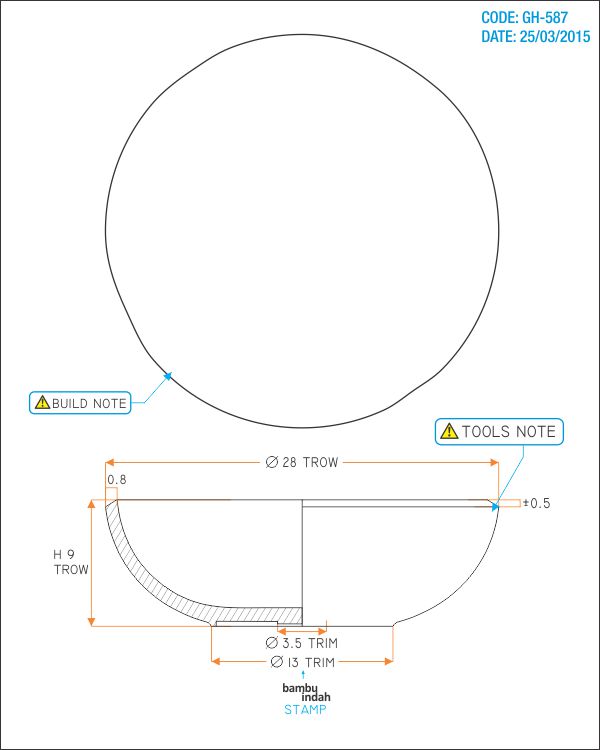 CODE: GH-587
DATE: 25/03/2015
BUILD NOTE
TOOLS NOTE
Ø 28 TROW
0.8
±0.5
H 9
TROW
Ø 3.5 TRIM
Ø 13 TRIM
bambu
indah
STAMP